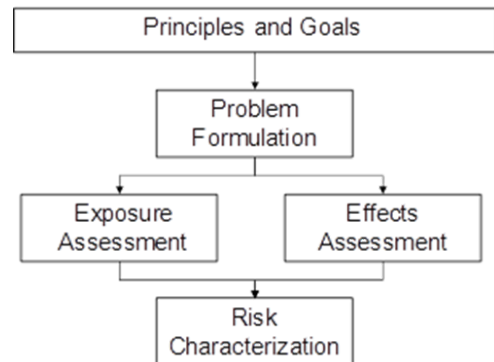 Principles and Goals
Problem
Formulation
Exposure
Assessment
Effects
Assessment
Risk
Characterization